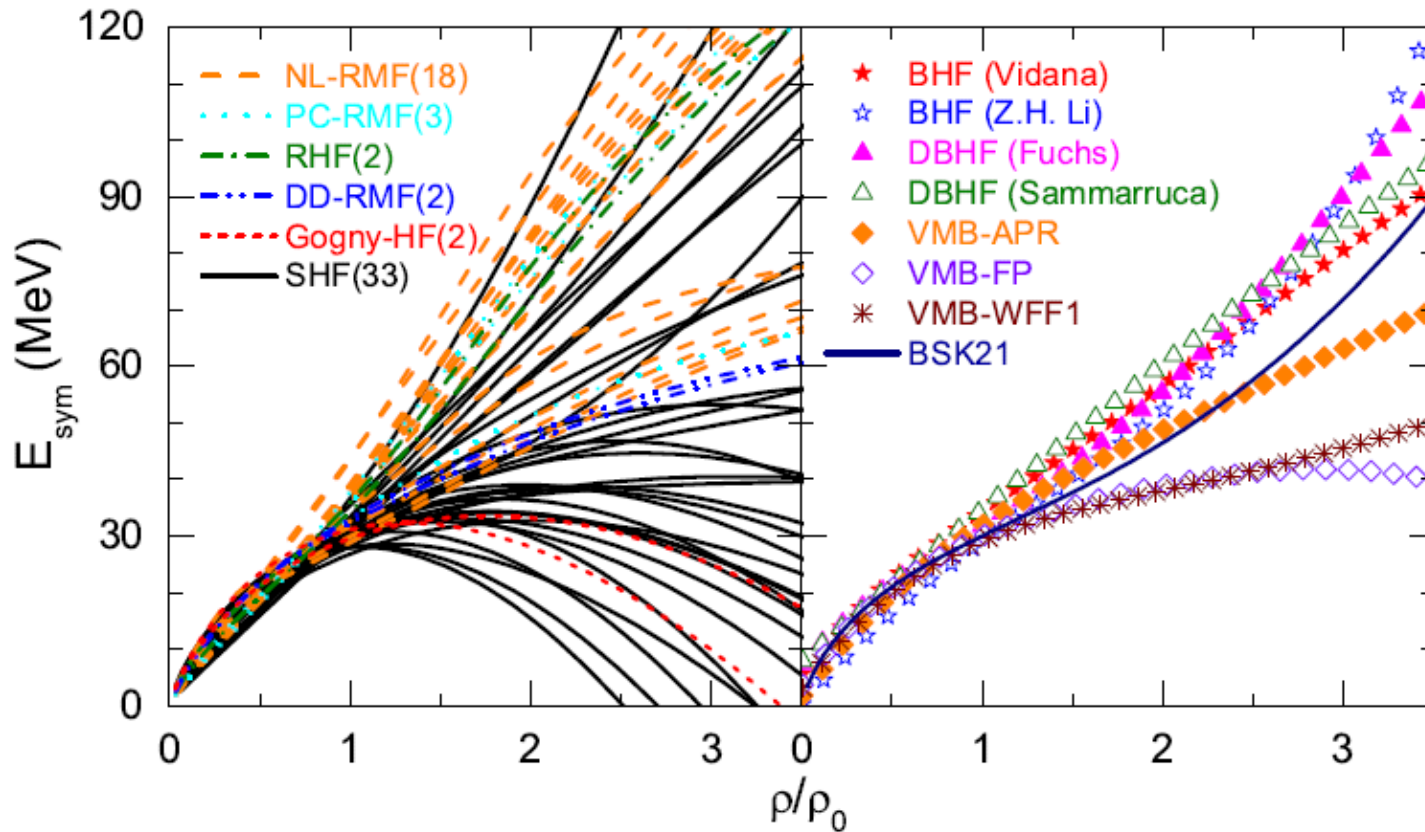 120
90
60
30
0
E_sym (MeV)
NL-RMF(18)
PC-RMF(3)
RHF(2)
DD-RMF(2)
Gogny-HF(2)
SHF(33)
BHF (Vidana)
BHF (Z.H. Li)
DBHF (Fuchs)
DBHF (Sammarruca)
VMB-APR
VMB-FP
VMB-WFF1
BSK21
0 1 2 3 0 1 2 3
ρ/ρ₀